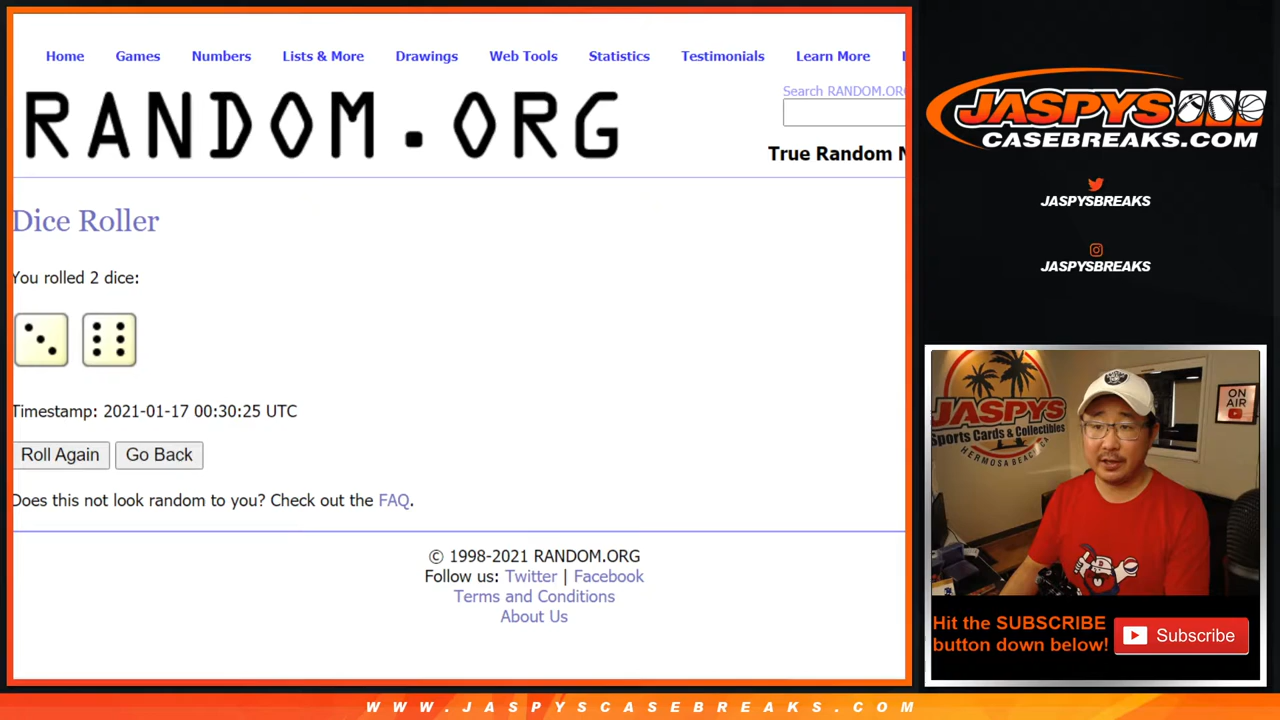 Home Games Numbers Lists & More Drawings Web Tools Statistics Testimonials Learn More
RANDOM.ORG
Search RANDOM.ORG
True Random N
Dice Roller
You rolled 2 dice:
Timestamp: 2021-01-17 00:30:25 UTC
Roll Again Go Back
Does this not look random to you? Check out the FAQ.
© 1998-2021 RANDOM.ORG
Follow us: Twitter | Facebook
Terms and Conditions
About Us
JASPYS
CASEBREAKS.COM
JASPYSBREAKS
JASPYSBREAKS
JASPYS
Sports Cards & Collectibles
HERMOSA BEACH, CA
ON
AIR
Hit the SUBSCRIBE
button down below!
Subscribe
WWW.JASPYSCASEBREAKS.COM